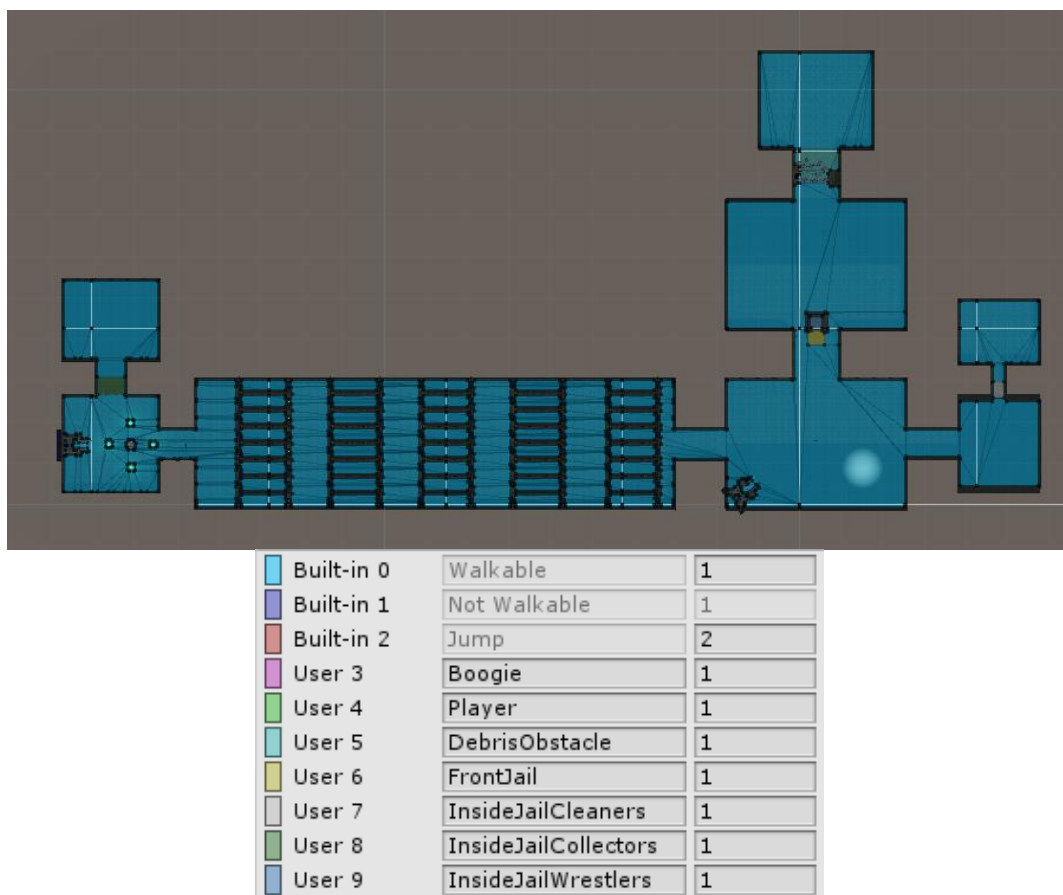 Built-in 0 Walkable 1
Built-in 1 Not Walkable 1
Built-in 2 Jump 2
User 3 Boogie 1
User 4 Player 1
User 5 DebrisObstacle 1
User 6 FrontJail 1
User 7 InsideJailCleaners 1
User 8 InsideJailCollectors 1
User 9 InsideJailWrestlers 1